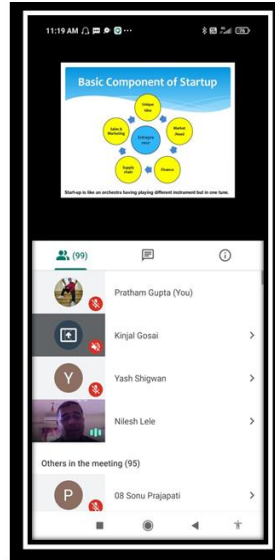 11:19 AM
Basic Component of Startup
Unique
Idea
Sales &
Marketing
Market
/Need
Entrepre
neur
Supply
chain
Finance
Start-up is like an orchestra having playing different instrument but in one tune.
(99)
Pratham Gupta (You)
Kinjal Gosai
Y
Yash Shigwan
Nilesh Lele
Others in the meeting (95)
P
08 Sonu Prajapati